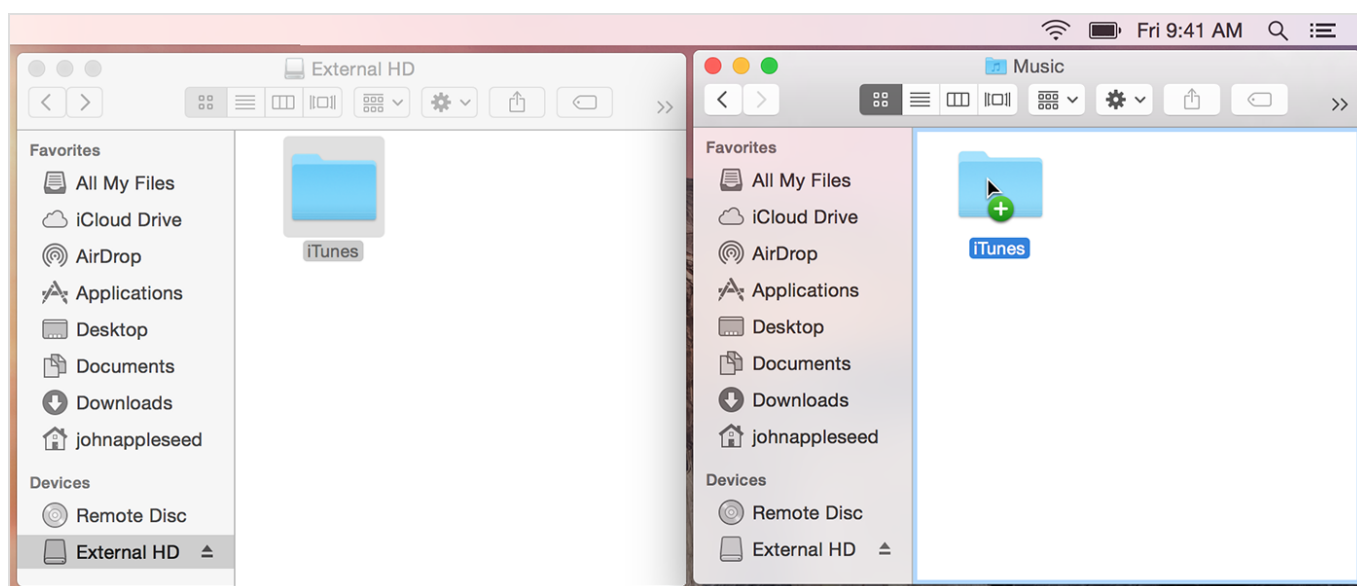 Fri 9:41 AM
External HD
Favorites
All My Files
iCloud Drive
AirDrop
Applications
Desktop
Documents
Downloads
johnappleseed
Devices
Remote Disc
External HD
iTunes
Music
Favorites
All My Files
iCloud Drive
AirDrop
Applications
Desktop
Documents
Downloads
johnappleseed
Devices
Remote Disc
External HD
iTunes